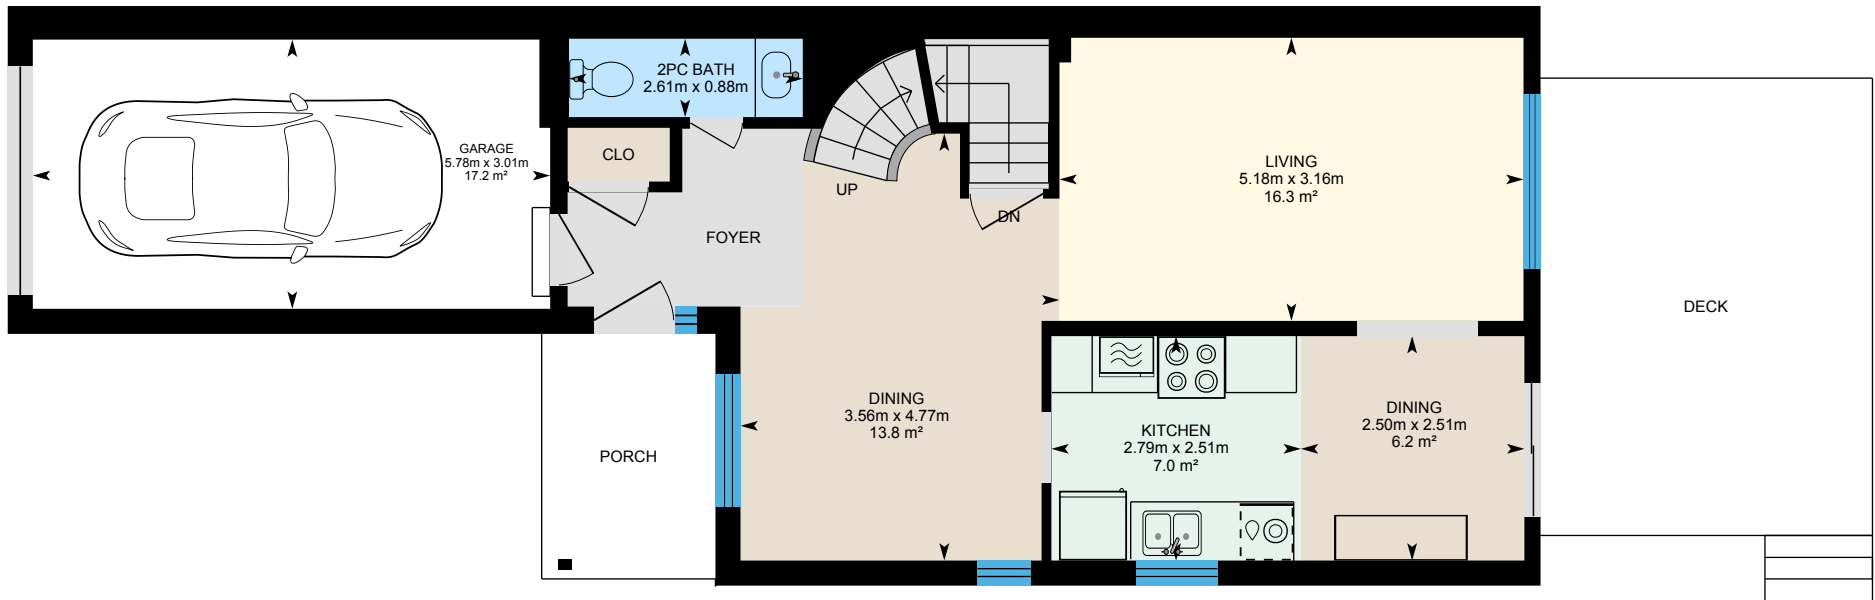 2PC BATH
2.61m x 0.88m
GARAGE
5.78m x 3.01m
17.2 m²
CLO
UP
DN
FOYER
LIVING
5.18m x 3.16m
16.3 m²
DECK
PORCH
DINING
3.56m x 4.77m
13.8 m²
KITCHEN
2.79m x 2.51m
7.0 m²
DINING
2.50m x 2.51m
6.2 m²